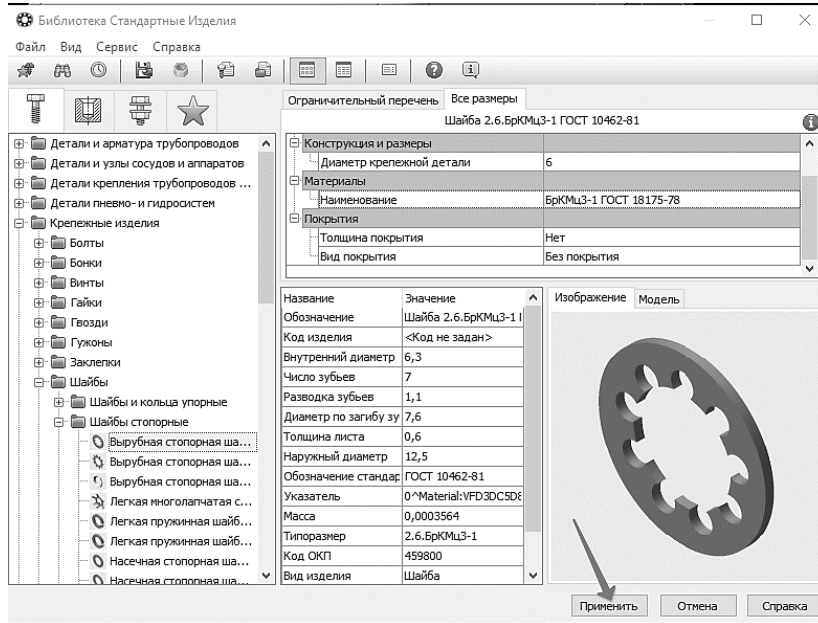 Библиотека Стандартные Изделия
Файл Вид Сервис Справка
Детали и арматура трубопроводов
Детали и узлы сосудов и аппаратов
Детали крепления трубопроводов ...
Детали пневмо- и гидросистем
Крепежные изделия
Болты
Бонки
Винты
Гайки
Гвозди
Гужоны
Заклепки
Шайбы
Шайбы и кольца упорные
Шайбы стопорные
Вырубная стопорная ша...
Вырубная стопорная ша...
Вырубная стопорная ша...
Легкая многолапчатая с...
Легкая пружинная шайб...
Легкая пружинная шайб...
Насечная стопорная ша...
Насечная стопорная ша...
Ограничительный перечень Все размеры
Шайба 2.6.БрКМц3-1 ГОСТ 10462-81
Конструкция и размеры
Диаметр крепежной детали 6
Материалы
Наименование БрКМц3-1 ГОСТ 18175-78
Покрытия
Толщина покрытия Нет
Вид покрытия Без покрытия
Название Значение
Обозначение Шайба 2.6.БрКМц3-1
Код изделия <Код не задан>
Внутренний диаметр 6,3
Число зубьев 7
Разводка зубьев 1,1
Диаметр по загибу зу 7,6
Толщина листа 0,6
Наружный диаметр 12,5
Обозначение стандар ГОСТ 10462-81
Указатель 0^Material:VFD3DC5D8
Масса 0,0003564
Типоразмер 2.6.БрКМц3-1
Код ОКП 459800
Вид изделия Шайба
Изображение Модель
Применить Отмена Справка